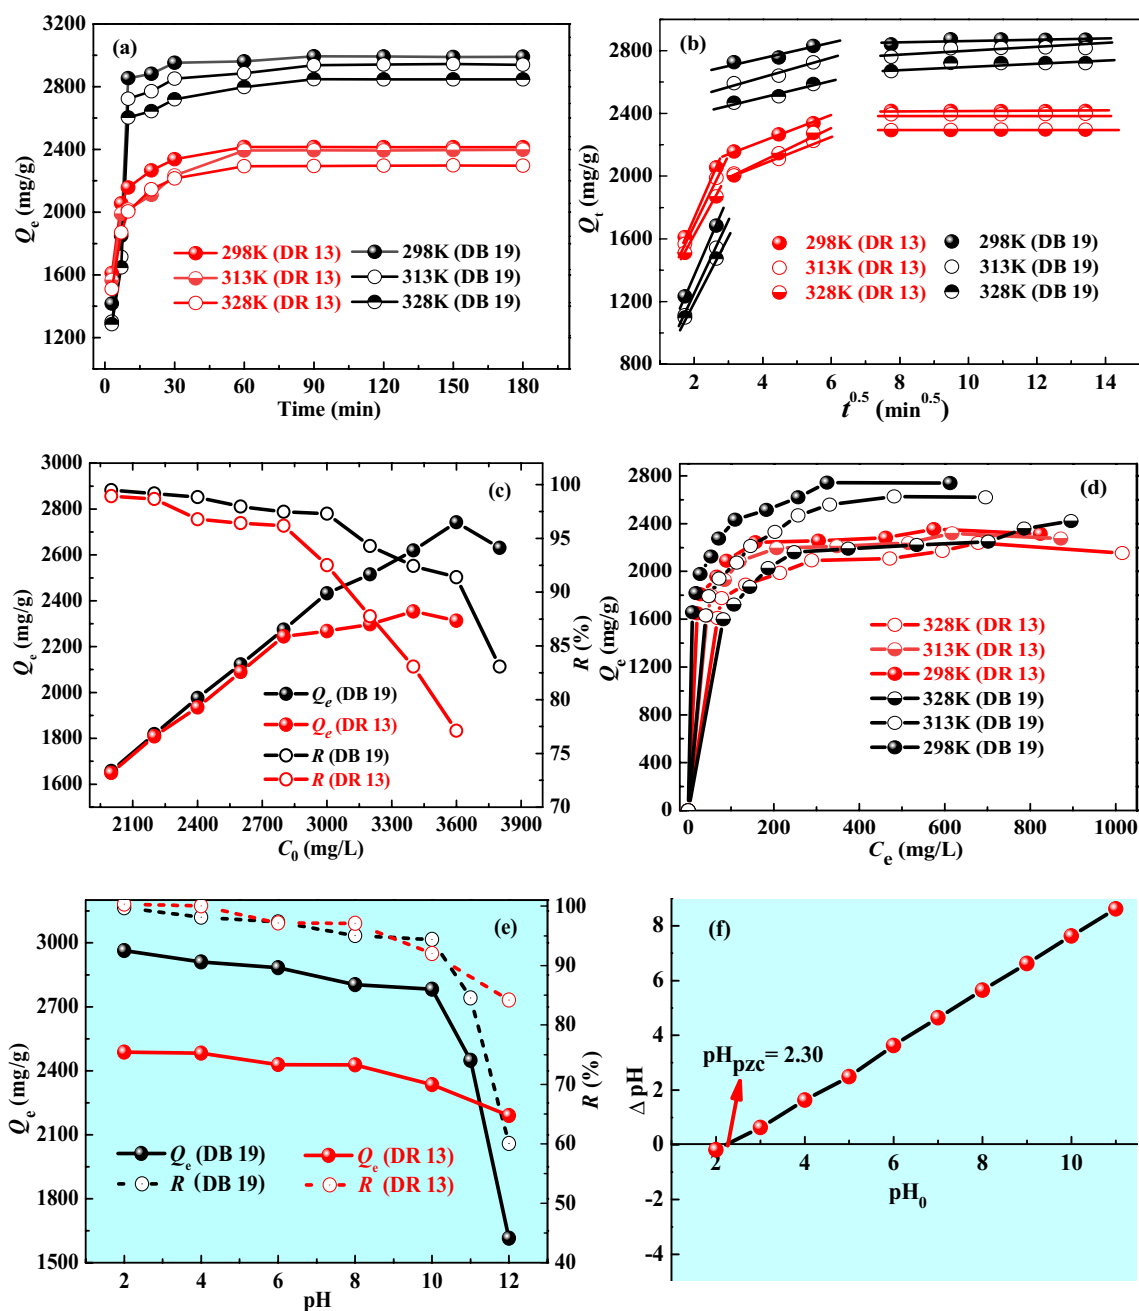 (a)
3200
2800
2400
2000
1600
1200
Qe (mg/g)
298K (DR 13)
313K (DR 13)
328K (DR 13)
298K (DB 19)
313K (DB 19)
328K (DB 19)
0 30 60 90 120 150 180
Time (min)
(b)
2800
2400
2000
1600
1200
800
Qt (mg/g)
298K (DR 13)
313K (DR 13)
328K (DR 13)
298K (DB 19)
313K (DB 19)
328K (DB 19)
2 4 6 8 10 12 14
t^0.5 (min^0.5)
(c)
3000
2800
2600
2400
2200
2000
1800
1600
Qe (mg/g)
100
95
90
85
80
75
70
R (%)
Qe (DB 19)
Qe (DR 13)
R (DB 19)
R (DR 13)
2100 2400 2700 3000 3300 3600 3900
C0 (mg/L)
(d)
2800
2400
2000
1600
1200
800
400
0
Qe (mg/g)
328K (DR 13)
313K (DR 13)
298K (DR 13)
328K (DB 19)
313K (DB 19)
298K (DB 19)
0 200 400 600 800 1000
Ce (mg/L)
(e)
3000
2700
2400
2100
1800
1500
Qe (mg/g)
100
90
80
70
60
50
40
R (%)
Qe (DB 19)
R (DB 19)
Qe (DR 13)
R (DR 13)
2 4 6 8 10 12
pH
(f)
8
6
4
2
0
-2
-4
Δ pH
pHpzc= 2.30
2 4 6 8 10
pH0